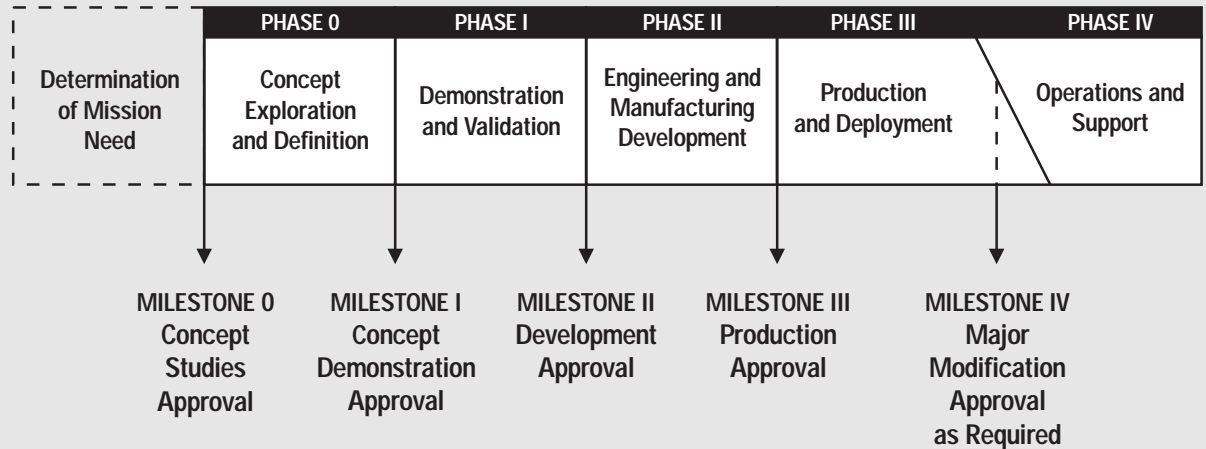 PHASE 0
PHASE I
PHASE II
PHASE III
PHASE IV
Determination
of Mission
Need
Concept
Exploration
and Definition
Demonstration
and Validation
Engineering and
Manufacturing
Development
Production
and Deployment
Operations and
Support
MILESTONE 0
Concept
Studies
Approval
MILESTONE I
Concept
Demonstration
Approval
MILESTONE II
Development
Approval
MILESTONE III
Production
Approval
MILESTONE IV
Major
Modification
Approval
as Required